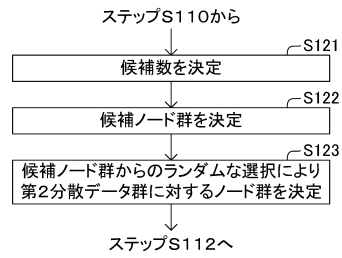 ステップS110から
S121
候補数を決定
S122
候補ノード群を決定
S123
候補ノード群からのランダムな選択により
第2分散データ群に対するノード群を決定
ステップS112へ